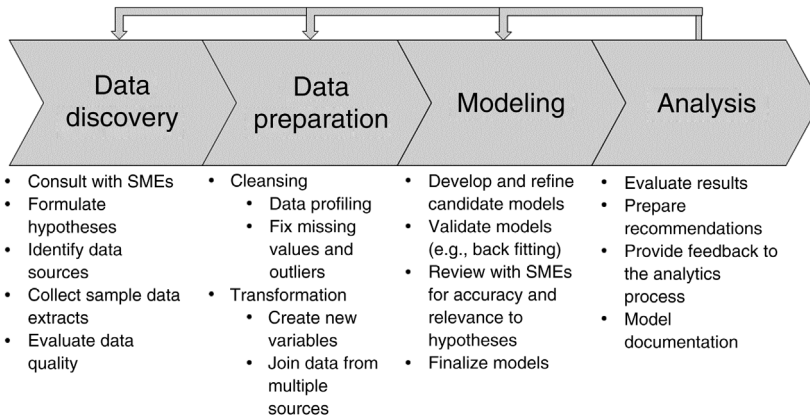 Data
discovery
Data
preparation
Modeling
Analysis
• Consult with SMEs
• Formulate
hypotheses
• Identify data
sources
• Collect sample data
extracts
• Evaluate data
quality
• Cleansing
• Data profiling
• Fix missing
values and
outliers
• Transformation
• Create new
variables
• Join data from
multiple
sources
• Develop and refine
candidate models
• Validate models
(e.g., back fitting)
• Review with SMEs
for accuracy and
relevance to
hypotheses
• Finalize models
• Evaluate results
• Prepare
recommendations
• Provide feedback to
the analytics
process
• Model
documentation